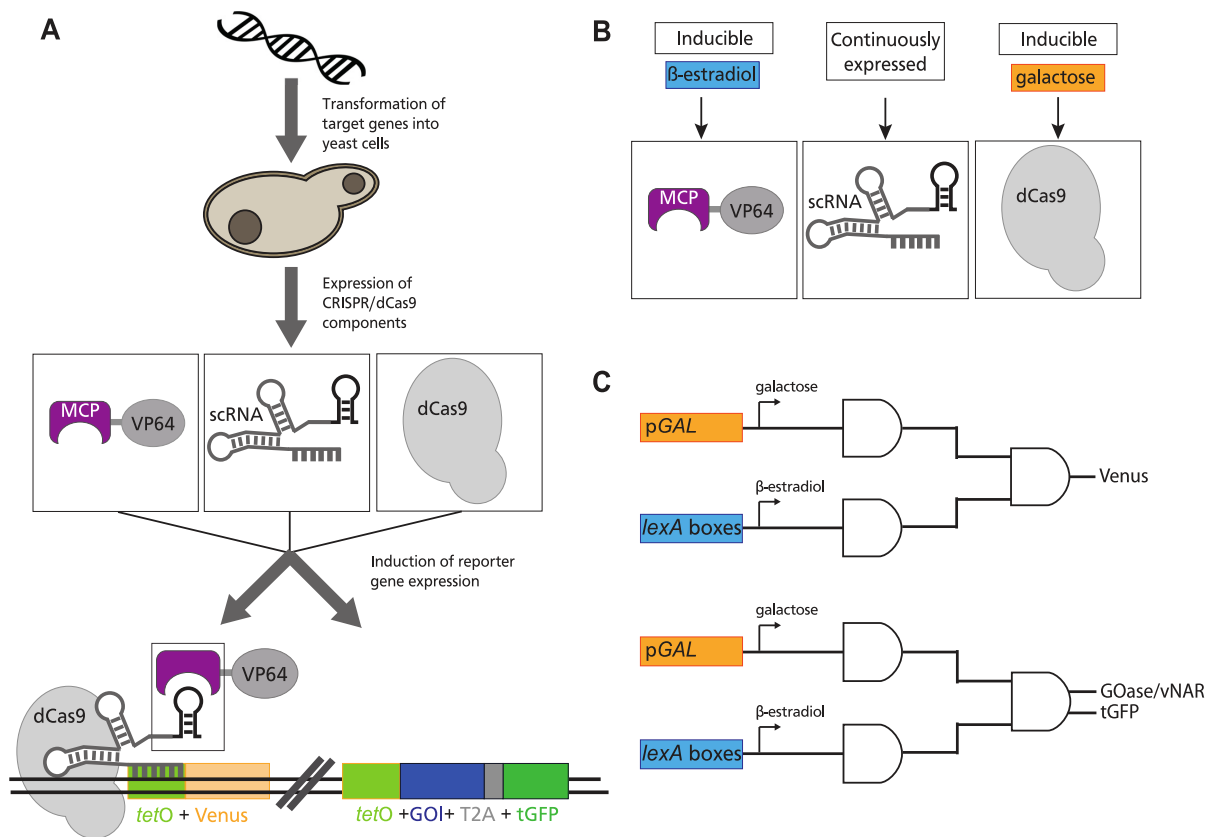 A
Transformation of
target genes into
yeast cells
Expression of
CRISPR/dCas9
components
MCP
VP64
scRNA
dCas9
Induction of reporter
gene expression
MCP
VP64
dCas9
tetO + Venus
tetO +GOI+ T2A + tGFP
B
Inducible
ß-estradiol
Continuously
expressed
Inducible
galactose
MCP
VP64
scRNA
dCas9
C
galactose
pGAL
β-estradiol
lexA boxes
Venus
galactose
pGAL
β-estradiol
lexA boxes
GOase/vNAR
tGFP